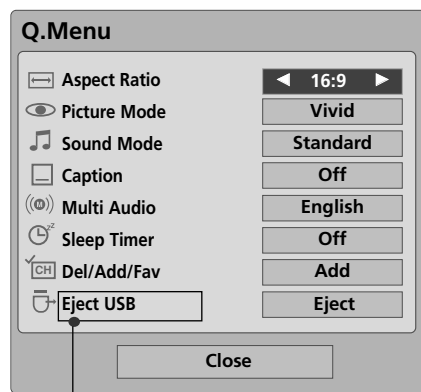 Q.Menu
Aspect Ratio ◀ 16:9 ▶
Picture Mode Vivid
Sound Mode Standard
Caption Off
Multi Audio English
Sleep Timer Off
Del/Add/Fav Add
Eject USB Eject
Close